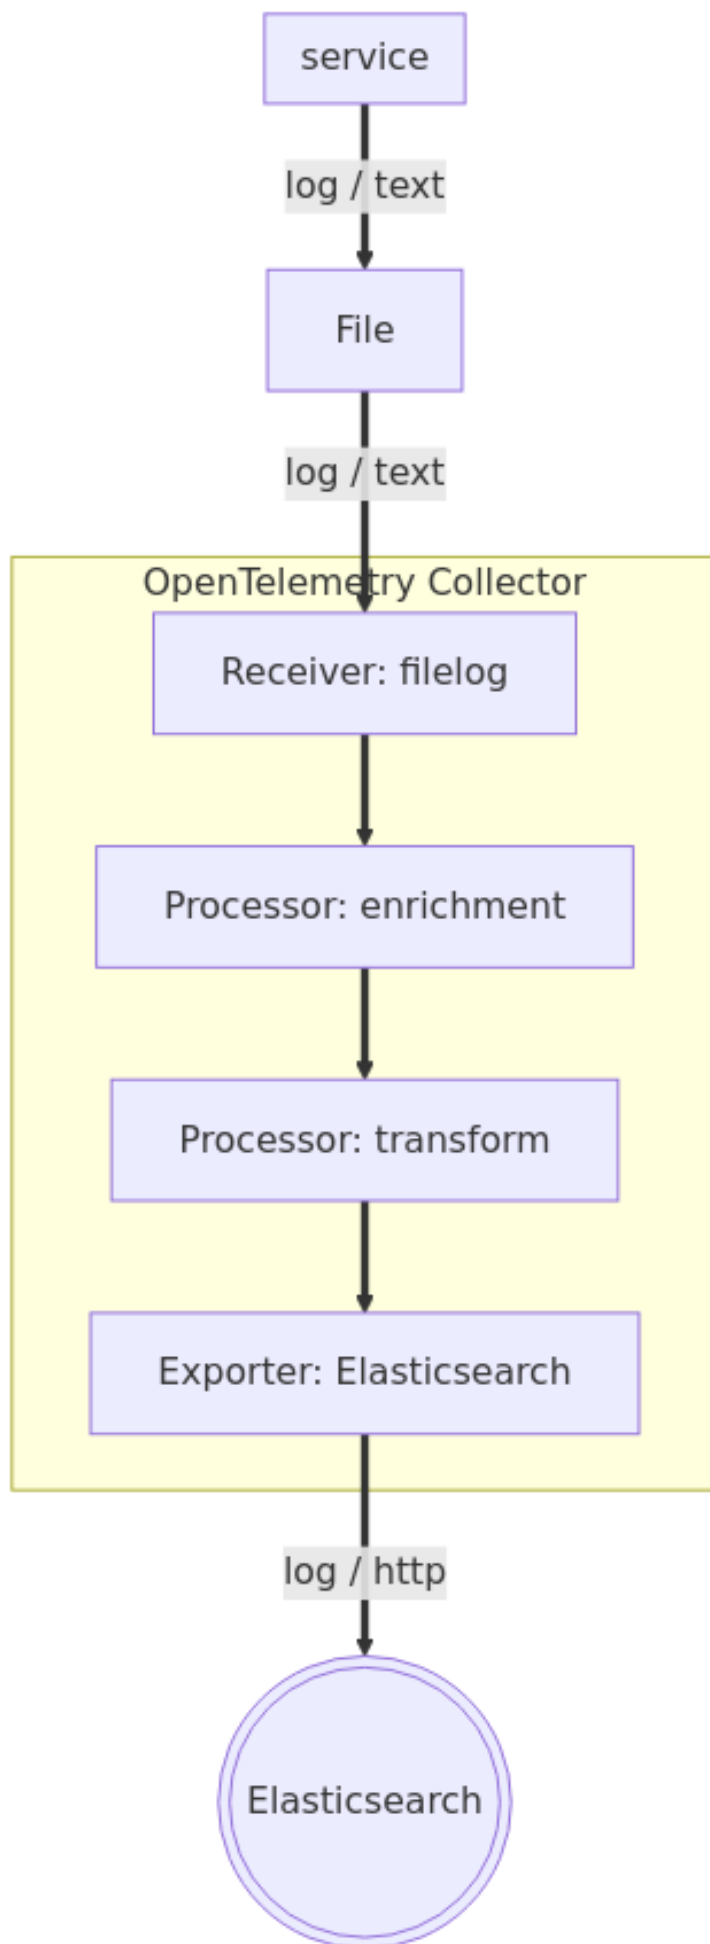 service
log / text
File
log / text
OpenTelemetry Collector
Receiver: filelog
Processor: enrichment
Processor: transform
Exporter: Elasticsearch
log / http
Elasticsearch